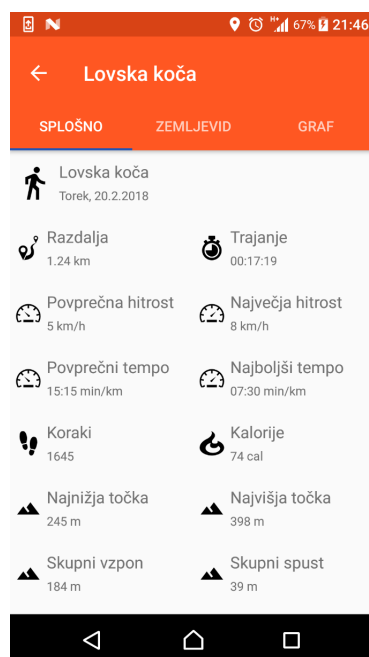 67% 21:46
Lovska koča
SPLOŠNO ZEMLJEVID GRAF
Lovska koča
Torek, 20.2.2018
Razdalja
1.24 km
Trajanje
00:17:19
Povprečna hitrost
5 km/h
Največja hitrost
8 km/h
Povprečni tempo
15:15 min/km
Najboljši tempo
07:30 min/km
Koraki
1645
Kalorije
74 cal
Najnižja točka
245 m
Najvišja točka
398 m
Skupni vzpon
184 m
Skupni spust
39 m